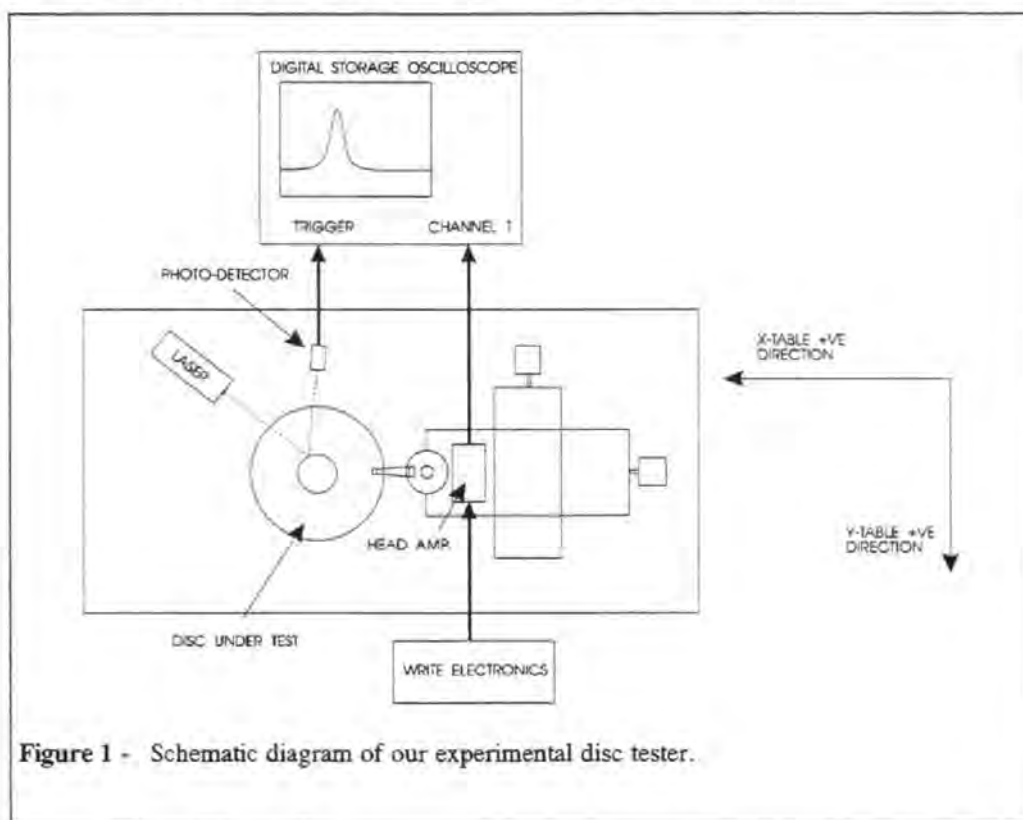 DIGITAL STORAGE OSCILLOSCOPE
TRIGGER
CHANNEL 1
PHOTO-DETECTOR
LASER
X-TABLE +VE
DIRECTION
HEAD AMP.
Y-TABLE +VE
DIRECTION
DISC UNDER TEST
WRITE ELECTRONICS
Figure 1 - Schematic diagram of our experimental disc tester.